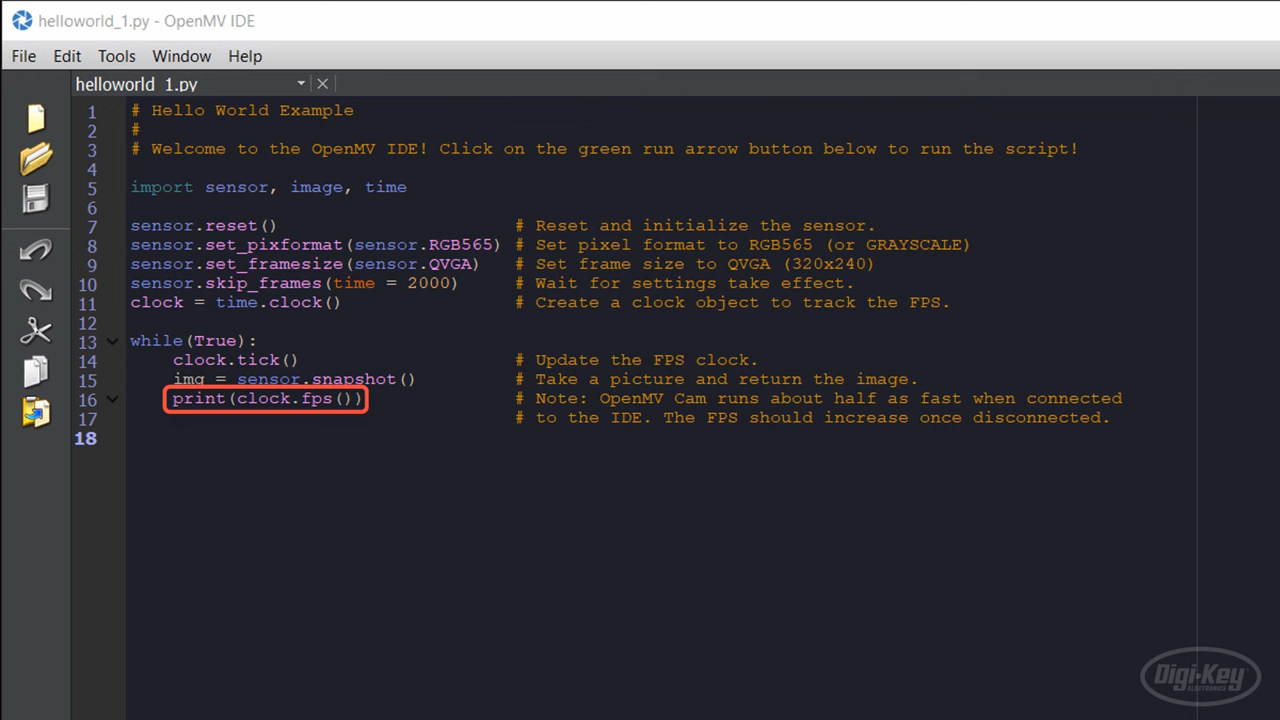 helloworld_1.py - OpenMV IDE
File Edit Tools Window Help
helloworld_1.py
1 # Hello World Example
2 #
3 # Welcome to the OpenMV IDE! Click on the green run arrow button below to run the script!
4
5 import sensor, image, time
6
7 sensor.reset() # Reset and initialize the sensor.
8 sensor.set_pixformat(sensor.RGB565) # Set pixel format to RGB565 (or GRAYSCALE)
9 sensor.set_framesize(sensor.QVGA) # Set frame size to QVGA (320x240)
10 sensor.skip_frames(time = 2000) # Wait for settings take effect.
11 clock = time.clock() # Create a clock object to track the FPS.
12
13 while(True):
14 clock.tick() # Update the FPS clock.
15 img = sensor.snapshot() # Take a picture and return the image.
16 print(clock.fps()) # Note: OpenMV Cam runs about half as fast when connected
17 # to the IDE. The FPS should increase once disconnected.
18
Digi-Key
ELECTRONICS